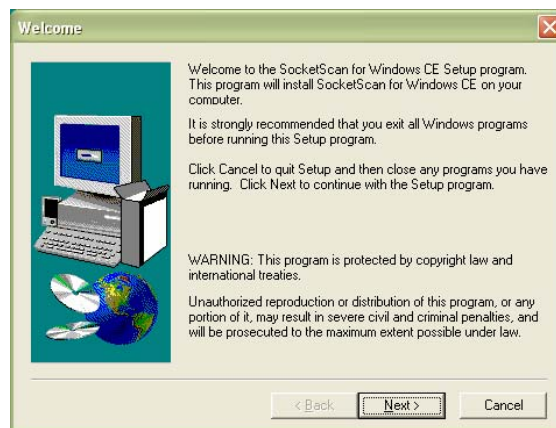 Welcome
Welcome to the SocketScan for Windows CE Setup program.
This program will install SocketScan for Windows CE on your
computer.
It is strongly recommended that you exit all Windows programs
before running this Setup program.
Click Cancel to quit Setup and then close any programs you have
running. Click Next to continue with the Setup program.
WARNING: This program is protected by copyright law and
international treaties.
Unauthorized reproduction or distribution of this program, or any
portion of it, may result in severe civil and criminal penalties, and
will be prosecuted to the maximum extent possible under law.
< Back Next > Cancel